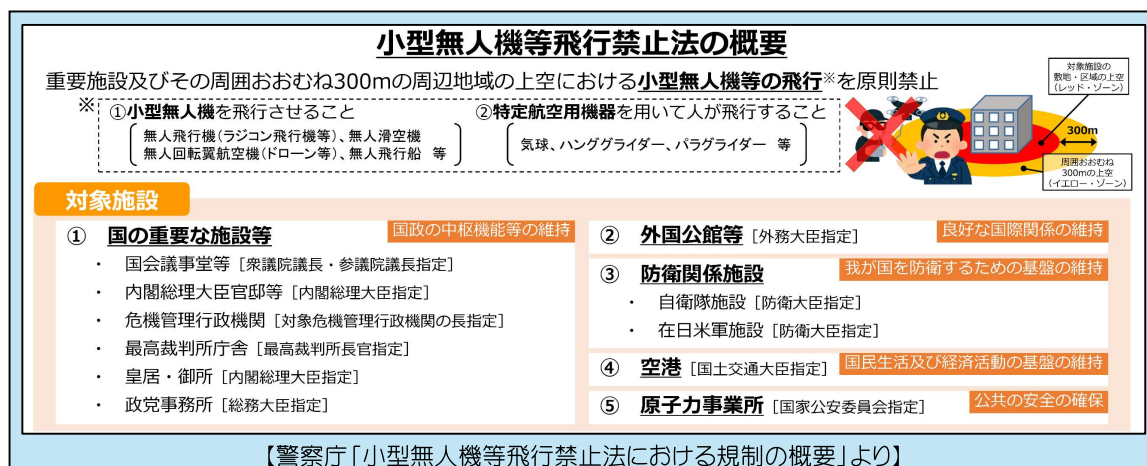 小型無人機等飛行禁止法の概要
重要施設及びその周囲おおむね300mの周辺地域の上空における小型無人機等の飛行※を原則禁止
※
①小型無人機を飛行させること
無人飛行機(ラジコン飛行機等)、無人滑空機
無人回転翼航空機(ドローン等)、無人飛行船 等
②特定航空用機器を用いて人が飛行すること
気球、ハンググライダー、パラグライダー 等
対象施設の
敷地・区域の上空
(レッド・ゾーン)
300m
周囲おおむね
300mの上空
(イエロー・ゾーン)
対象施設
① 国の重要な施設等
国政の中枢機能等の維持
・ 国会議事堂等［衆議院議長・参議院議長指定］
・ 内閣総理大臣官邸等［内閣総理大臣指定］
・ 危機管理行政機関［対象危機管理行政機関の長指定］
・ 最高裁判所庁舎［最高裁判所長官指定］
・ 皇居・御所［内閣総理大臣指定］
・ 政党事務所［総務大臣指定］
② 外国公館等［外務大臣指定］
良好な国際関係の維持
③ 防衛関係施設
我が国を防衛するための基盤の維持
・ 自衛隊施設［防衛大臣指定］
・ 在日米軍施設［防衛大臣指定］
④ 空港［国土交通大臣指定］
国民生活及び経済活動の基盤の維持
⑤ 原子力事業所［国家公安委員会指定］
公共の安全の確保
【警察庁「小型無人機等飛行禁止法における規制の概要」より】